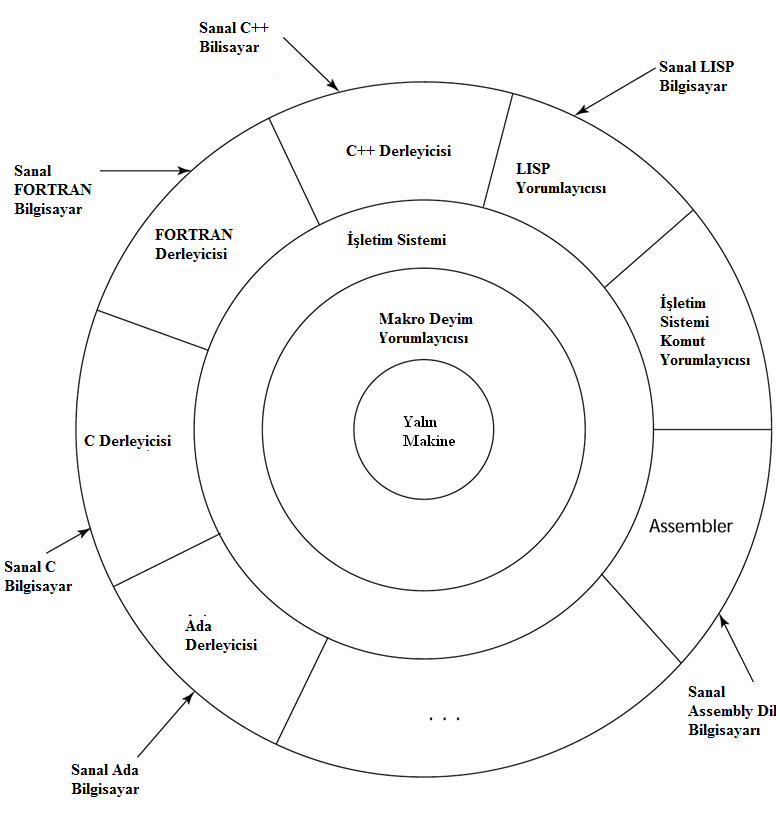 Sanal C++
Bilisayar
Sanal LISP
Bilgisayar
C++ Derleyicisi
LISP
Yorumlayıcısı
Sanal
FORTRAN
Bilgisayar
FORTRAN
Derleyicisi
İşletim Sistemi
İşletim
Sistemi
Komut
Yorumlayıcısı
Makro Deyim
Yorumlayıcısı
Yalın
Makine
C Derleyicisi
Assembler
Sanal C
Bilgisayar
Ada
Derleyicisi
. . .
Sanal
Assembly Dil
Bilgisayarı
Sanal Ada
Bilgisayar